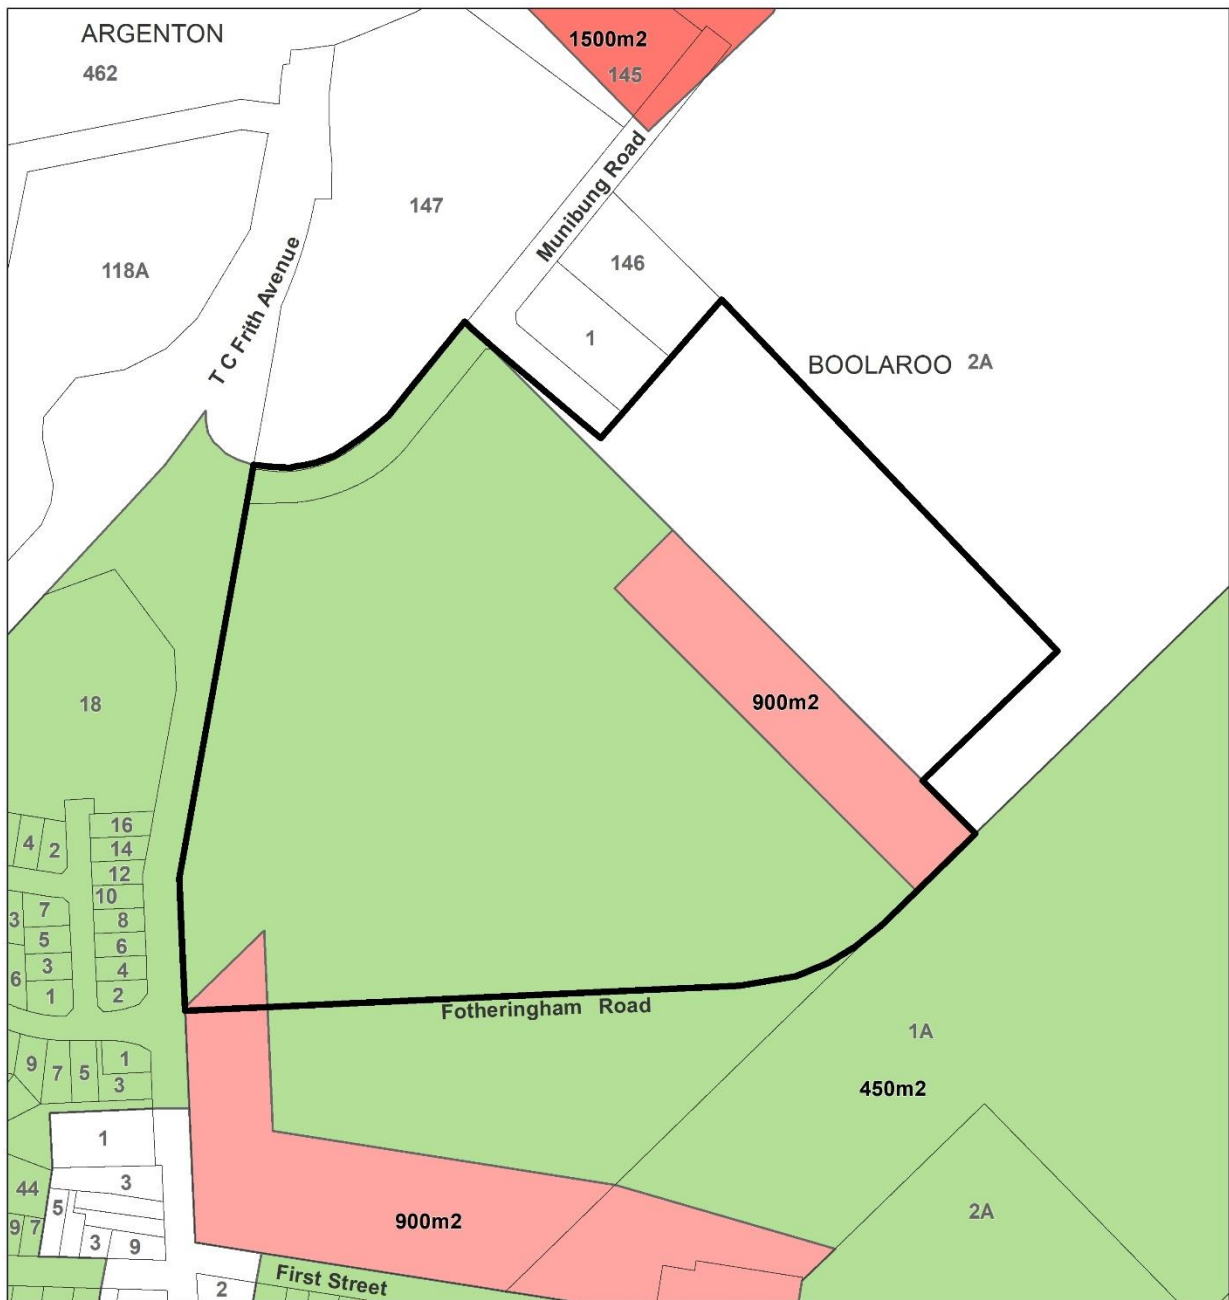 ARGENTON
462
1500m2
145
Munibung Road
147
118A
T C Frith Avenue
146
1
BOOLAROO 2A
900m2
18
16
14
12
10
8
6
4
2
4
2
3
7
5
3
1
6
Fotheringham Road
1A
450m2
9
7
5
1
3
1
3
5
3
9
44
9
7
900m2
2A
First Street
2